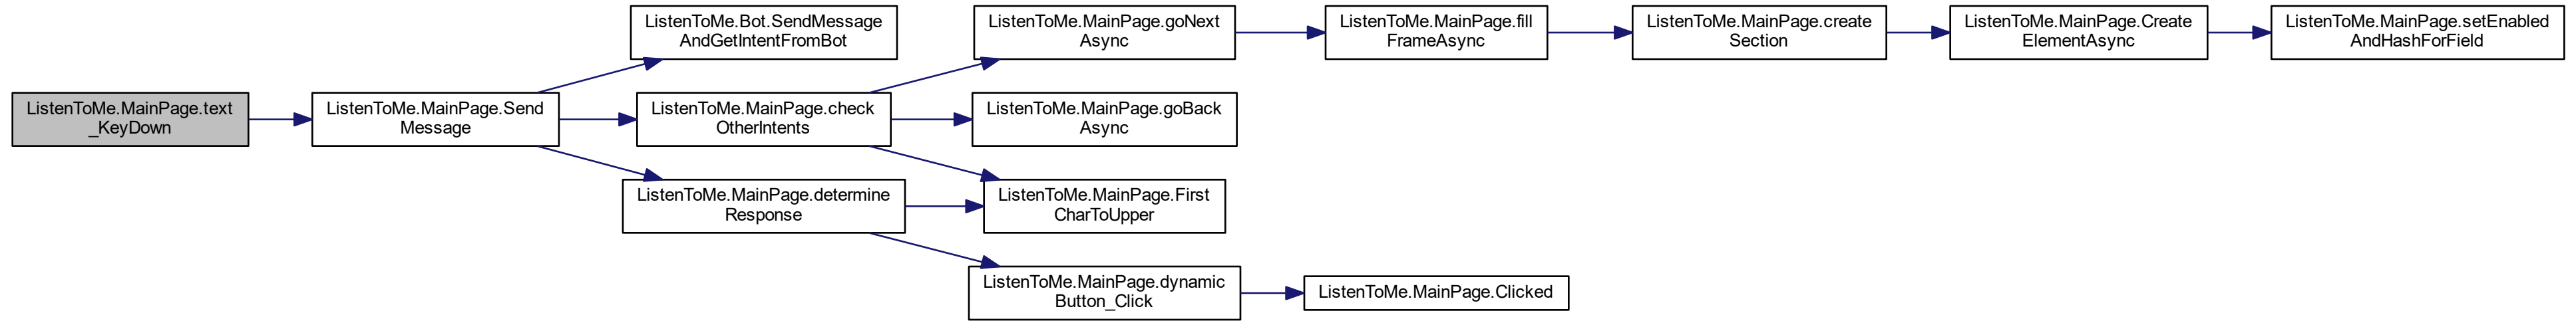 ListenToMe.MainPage.text
_KeyDown
ListenToMe.MainPage.Send
Message
ListenToMe.Bot.SendMessage
AndGetIntentFromBot
ListenToMe.MainPage.check
OtherIntents
ListenToMe.MainPage.determine
Response
ListenToMe.MainPage.goNext
Async
ListenToMe.MainPage.goBack
Async
ListenToMe.MainPage.First
CharToUpper
ListenToMe.MainPage.dynamic
Button_Click
ListenToMe.MainPage.fill
FrameAsync
ListenToMe.MainPage.Clicked
ListenToMe.MainPage.create
Section
ListenToMe.MainPage.Create
ElementAsync
ListenToMe.MainPage.setEnabled
AndHashForField